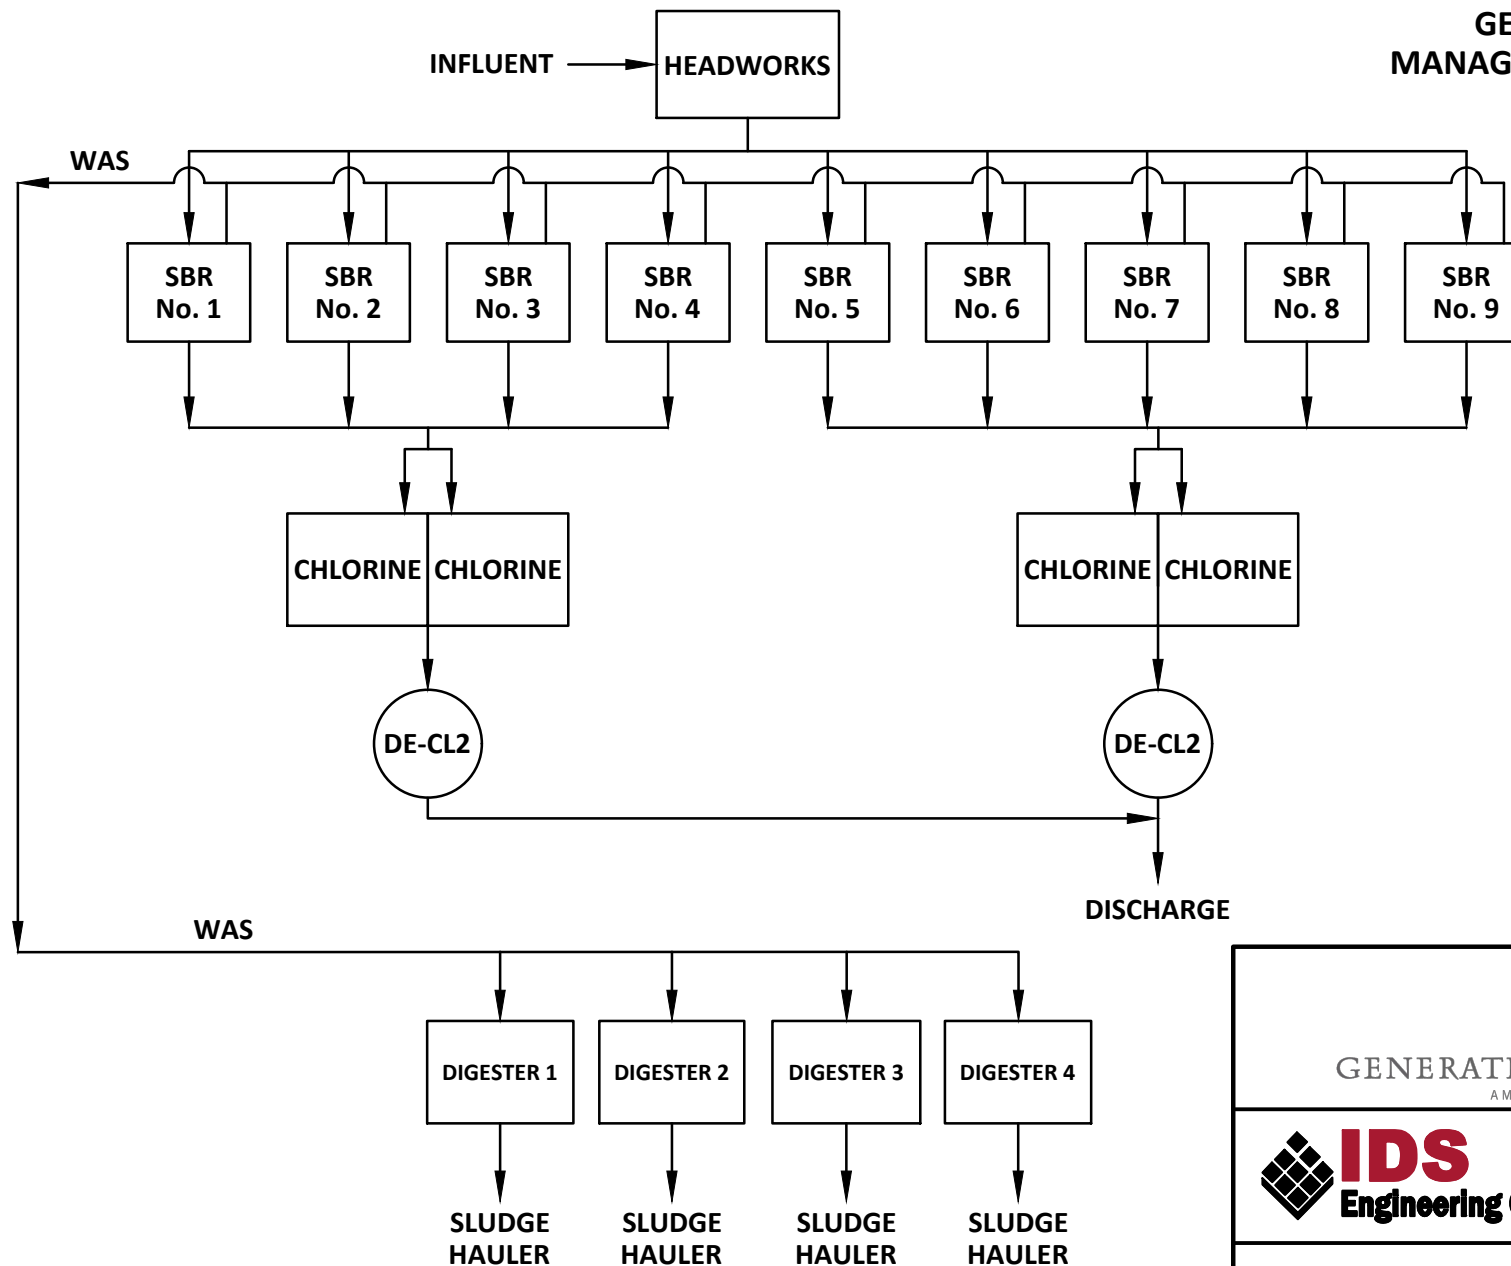 GE
MANAG
INFLUENT
HEADWORKS
WAS
SBR
No. 1
SBR
No. 2
SBR
No. 3
SBR
No. 4
SBR
No. 5
SBR
No. 6
SBR
No. 7
SBR
No. 8
SBR
No. 9
CHLORINE
CHLORINE
CHLORINE
CHLORINE
DE-CL2
DE-CL2
DISCHARGE
WAS
DIGESTER 1
DIGESTER 2
DIGESTER 3
DIGESTER 4
SLUDGE
HAULER
SLUDGE
HAULER
SLUDGE
HAULER
SLUDGE
HAULER
GENERATI
AM
IDS
Engineering